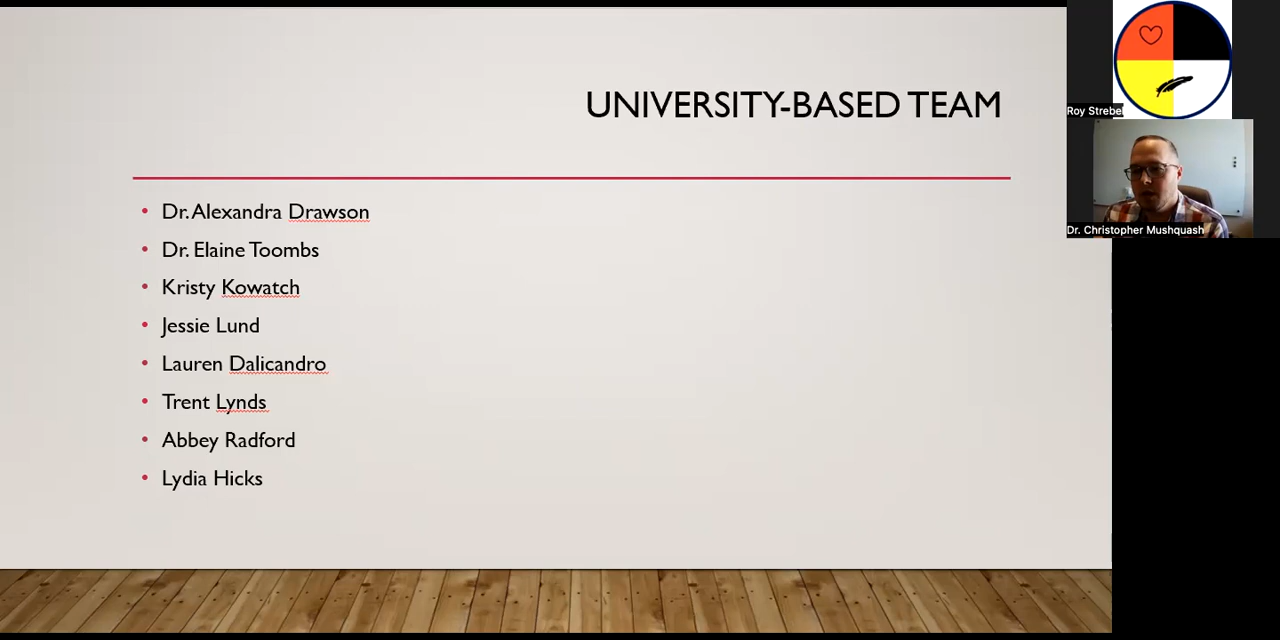 UNIVERSITY-BASED TEAM
• Dr. Alexandra Drawson
• Dr. Elaine Toombs
• Kristy Kowatch
• Jessie Lund
• Lauren Dalicandro
• Trent Lynds
• Abbey Radford
• Lydia Hicks
Roy Strebel
Dr. Christopher Mushquash